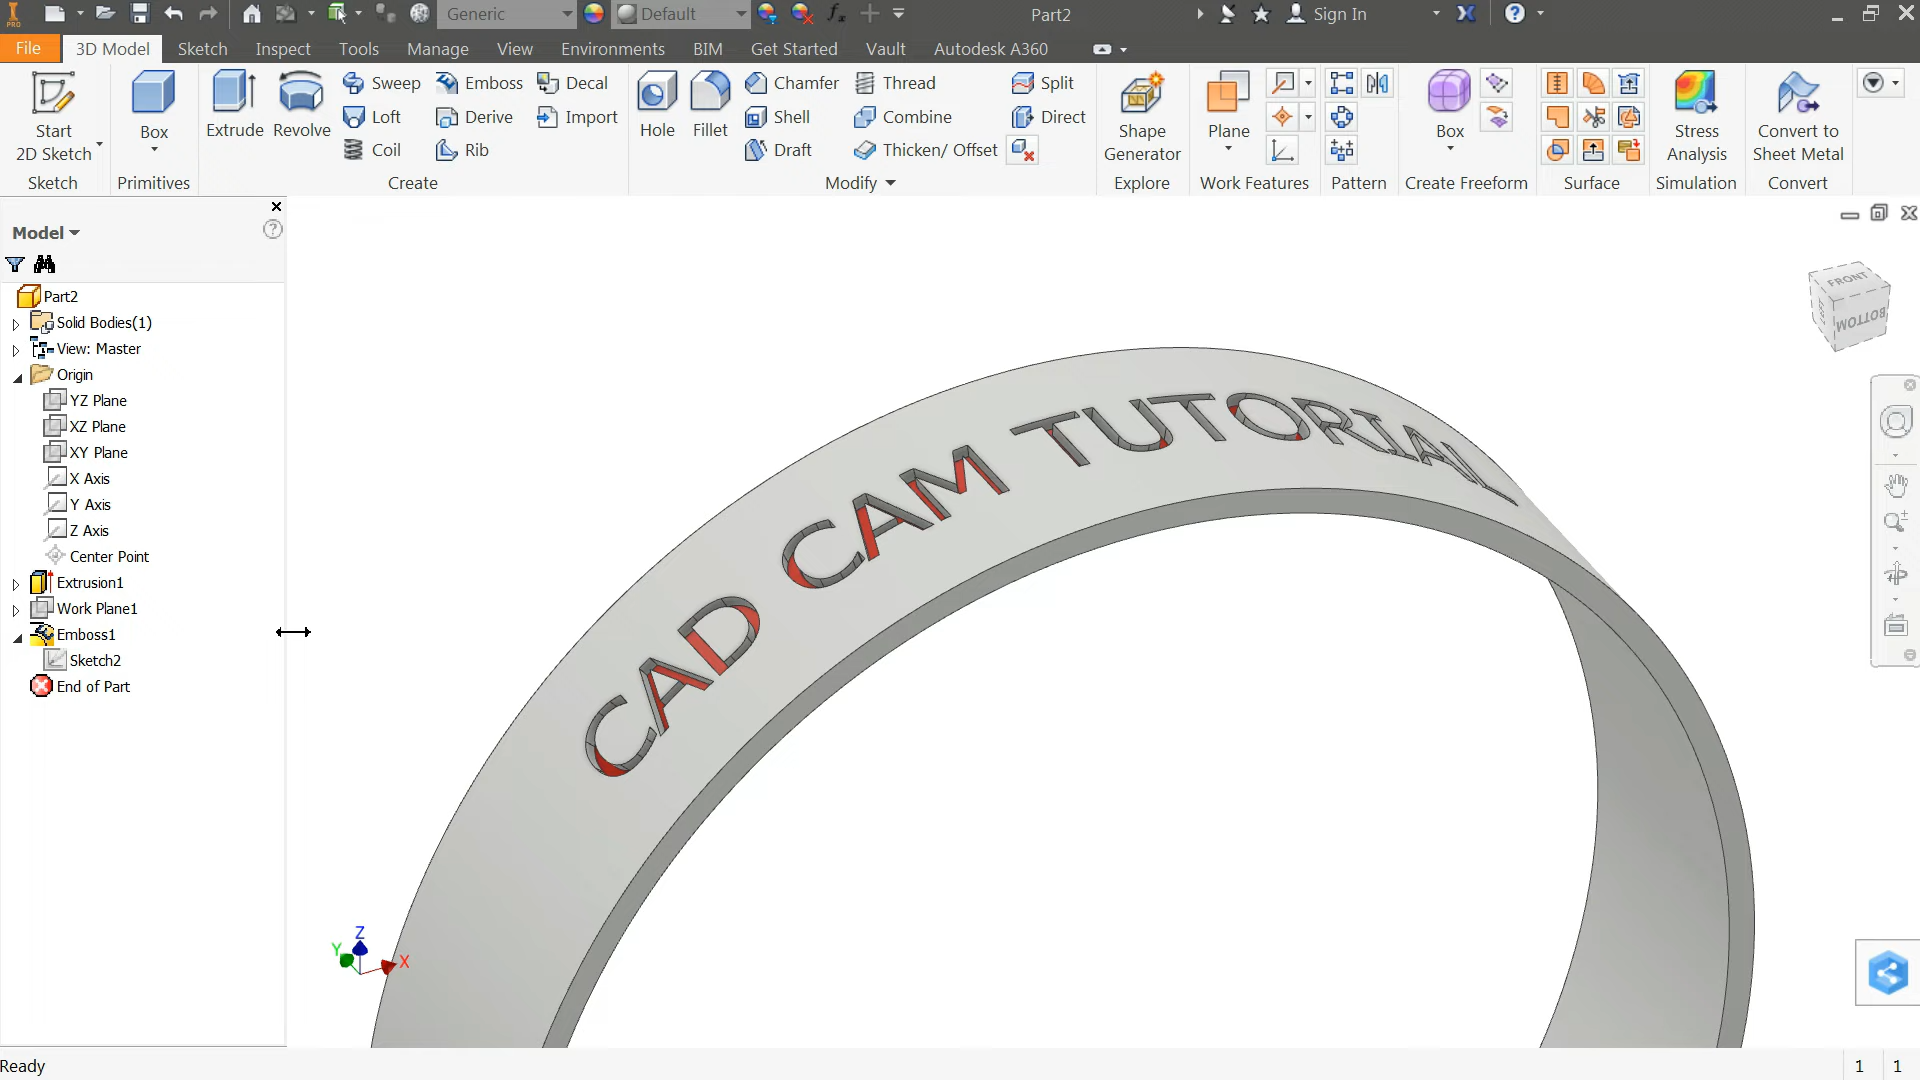 PRO
Generic
Default
Part2
Sign In
File
3D Model
Sketch
Inspect
Tools
Manage
View
Environments
BIM
Get Started
Vault
Autodesk A360
Start
2D Sketch
Sketch
Box
Primitives
Extrude
Revolve
Sweep
Emboss
Decal
Loft
Derive
Import
Coil
Rib
Create
Hole
Fillet
Chamfer
Thread
Split
Shell
Combine
Direct
Draft
Thicken/ Offset
Modify
Shape
Generator
Explore
Plane
Work Features
Pattern
Box
Create Freeform
Surface
Stress
Analysis
Simulation
Convert to
Sheet Metal
Convert
Model
Part2
Solid Bodies(1)
View: Master
Origin
YZ Plane
XZ Plane
XY Plane
X Axis
Y Axis
Z Axis
Center Point
Extrusion1
Work Plane1
Emboss1
Sketch2
End of Part
FRONT
BOTTOM
CAD CAM TUTORIAL
Z
Y
X
Ready
1
1